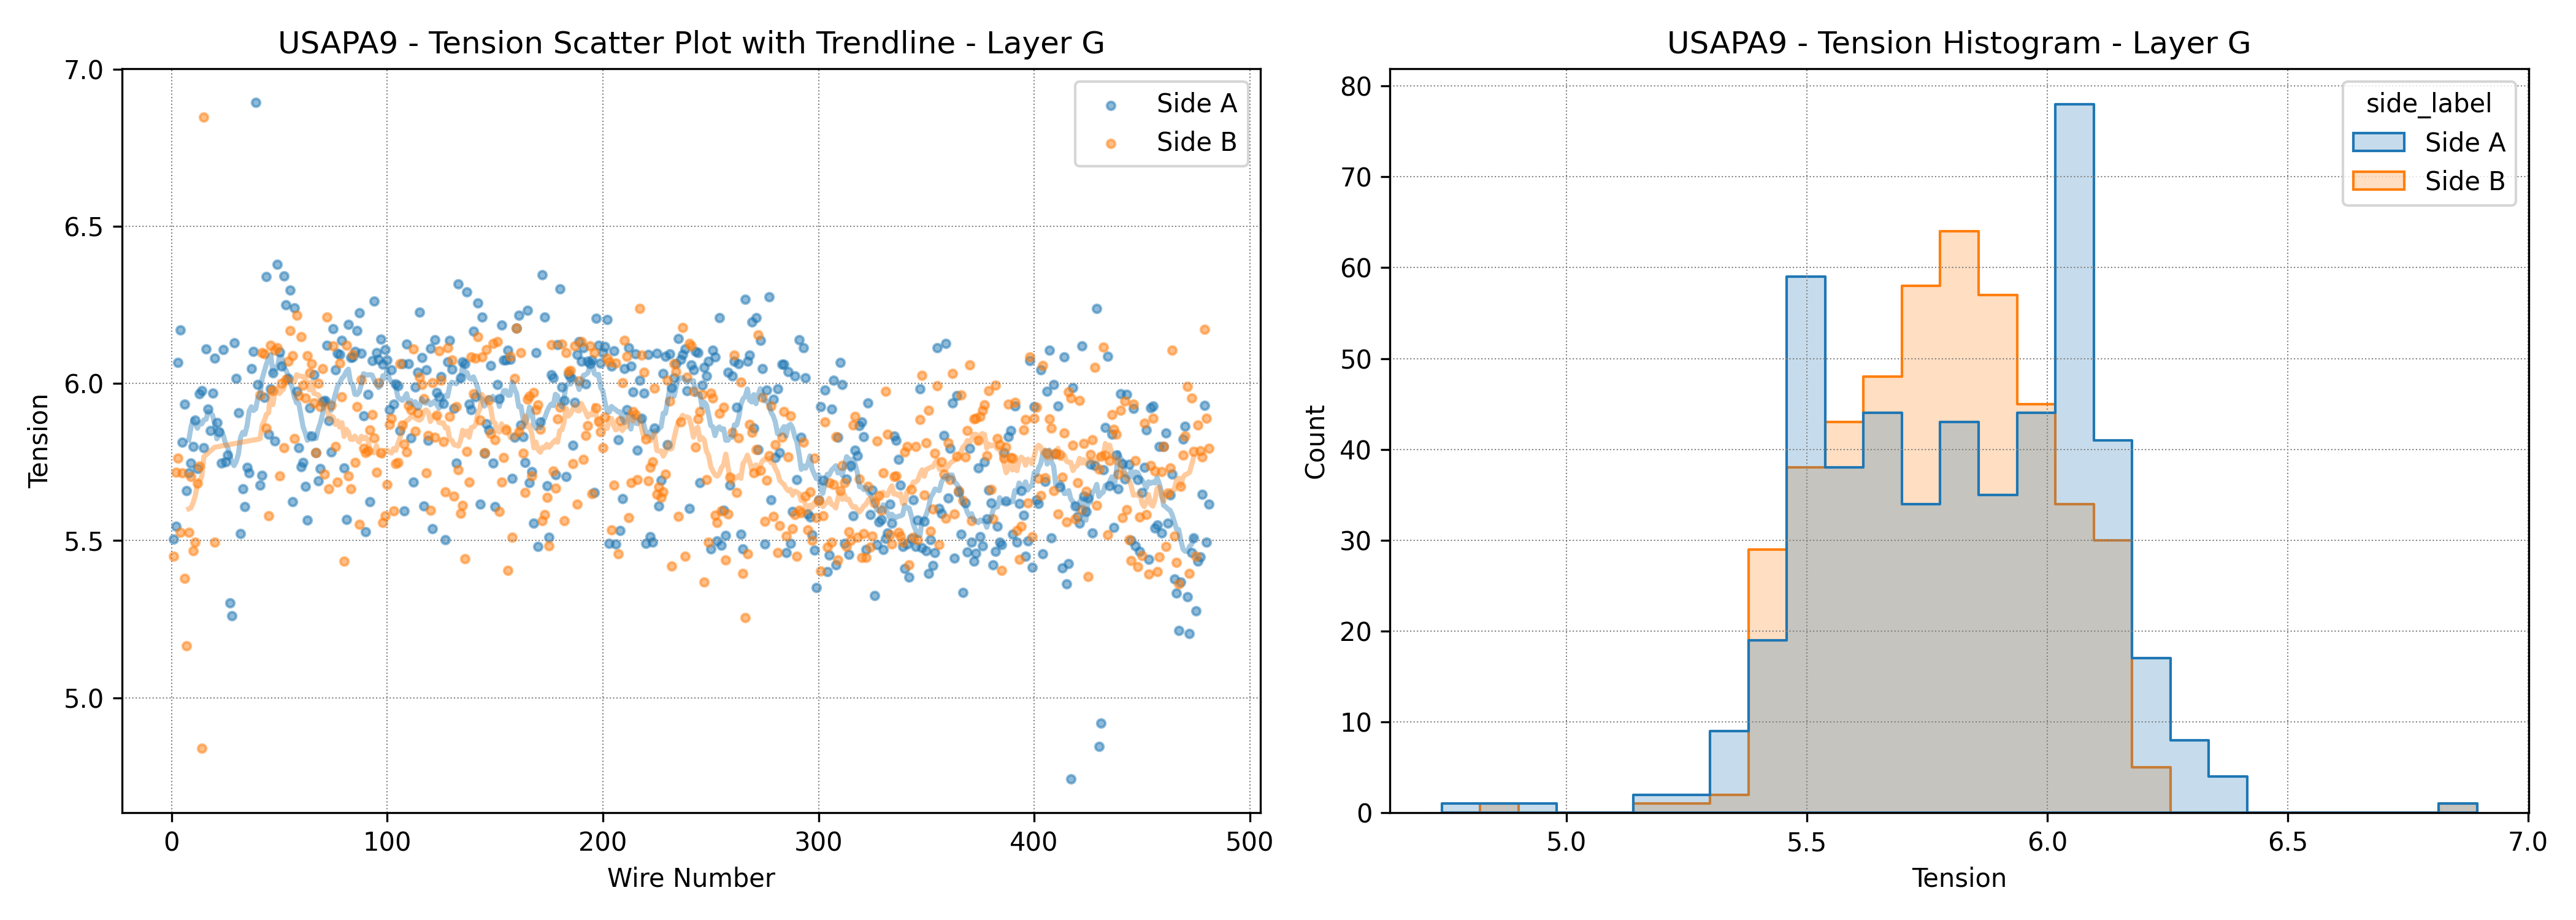 USAPA9 - Tension Scatter Plot with Trendline - Layer G
7.0
6.5
6.0
5.5
5.0
Tension
0
100
200
300
400
500
Wire Number
Side A
Side B
USAPA9 - Tension Histogram - Layer G
80
70
60
50
40
30
20
10
0
Count
5.0
5.5
6.0
6.5
7.0
Tension
side_label
Side A
Side B